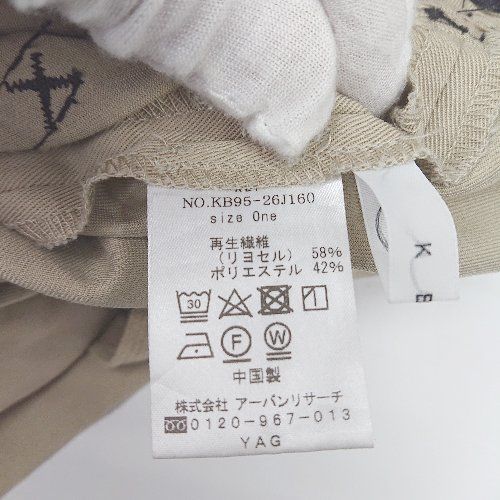 NO.KB95-26J160
size One
再生繊維
(リヨセル) 58%
ポリエステル 42%
30
F W
中国製
株式会社 アーバンリサーチ
0120-967-013
YAG
K